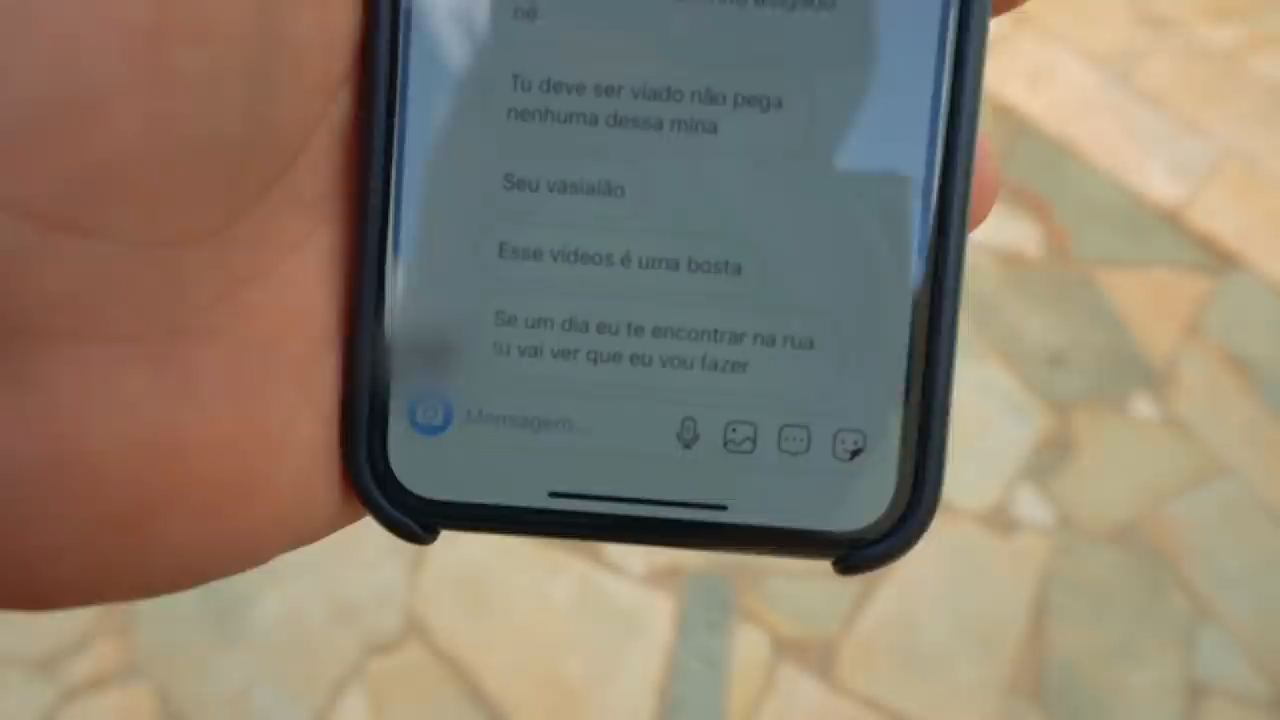 né
Tu deve ser viado não pega
nenhuma dessa mina
Seu vasialão
Esse videos é uma bosta
Se um dia eu te encontrar na rua
tu vai ver que eu vou fazer
Mensagem...